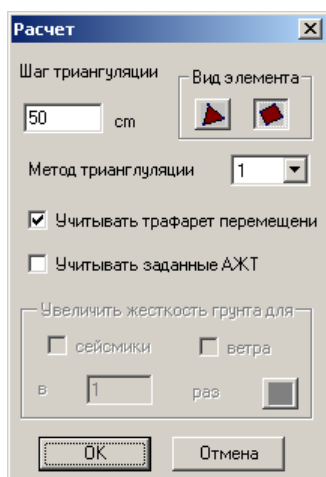 Расчет
Шаг триангуляции
Вид элемента
50 cm
Метод трианглуляции 1
Учитывать трафарет перемещени
Учитывать заданные АЖТ
Увеличить жесткость грунта для
сейсмики ветра
в 1 раз
OK Отмена